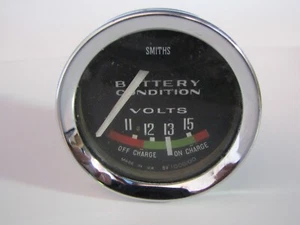 SMITHS
BATTERY
CONDITION
VOLTS
11 12 13 15
OFF CHARGE ON CHARGE